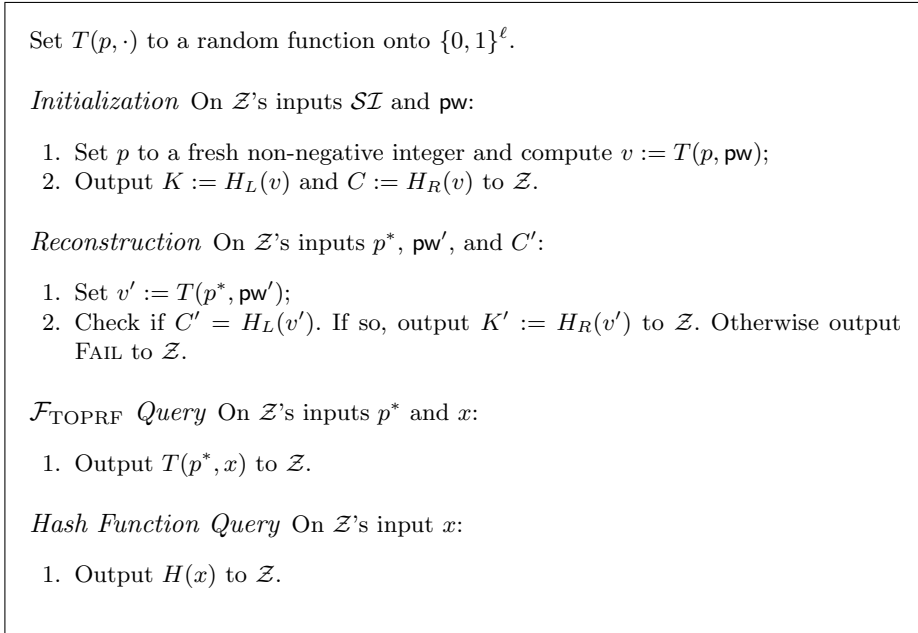 Set T(p, ·) to a random function onto {0, 1}^ℓ.
Initialization On 𝒵's inputs 𝒮ℐ and pw:
1. Set p to a fresh non-negative integer and compute v := T(p, pw);
2. Output K := H_L(v) and C := H_R(v) to 𝒵.
Reconstruction On 𝒵's inputs p*, pw′, and C′:
1. Set v′ := T(p*, pw′);
2. Check if C′ = H_L(v′). If so, output K′ := H_R(v′) to 𝒵. Otherwise output
FAIL to 𝒵.
ℱ_TOPRF Query On 𝒵's inputs p* and x:
1. Output T(p*, x) to 𝒵.
Hash Function Query On 𝒵's input x:
1. Output H(x) to 𝒵.